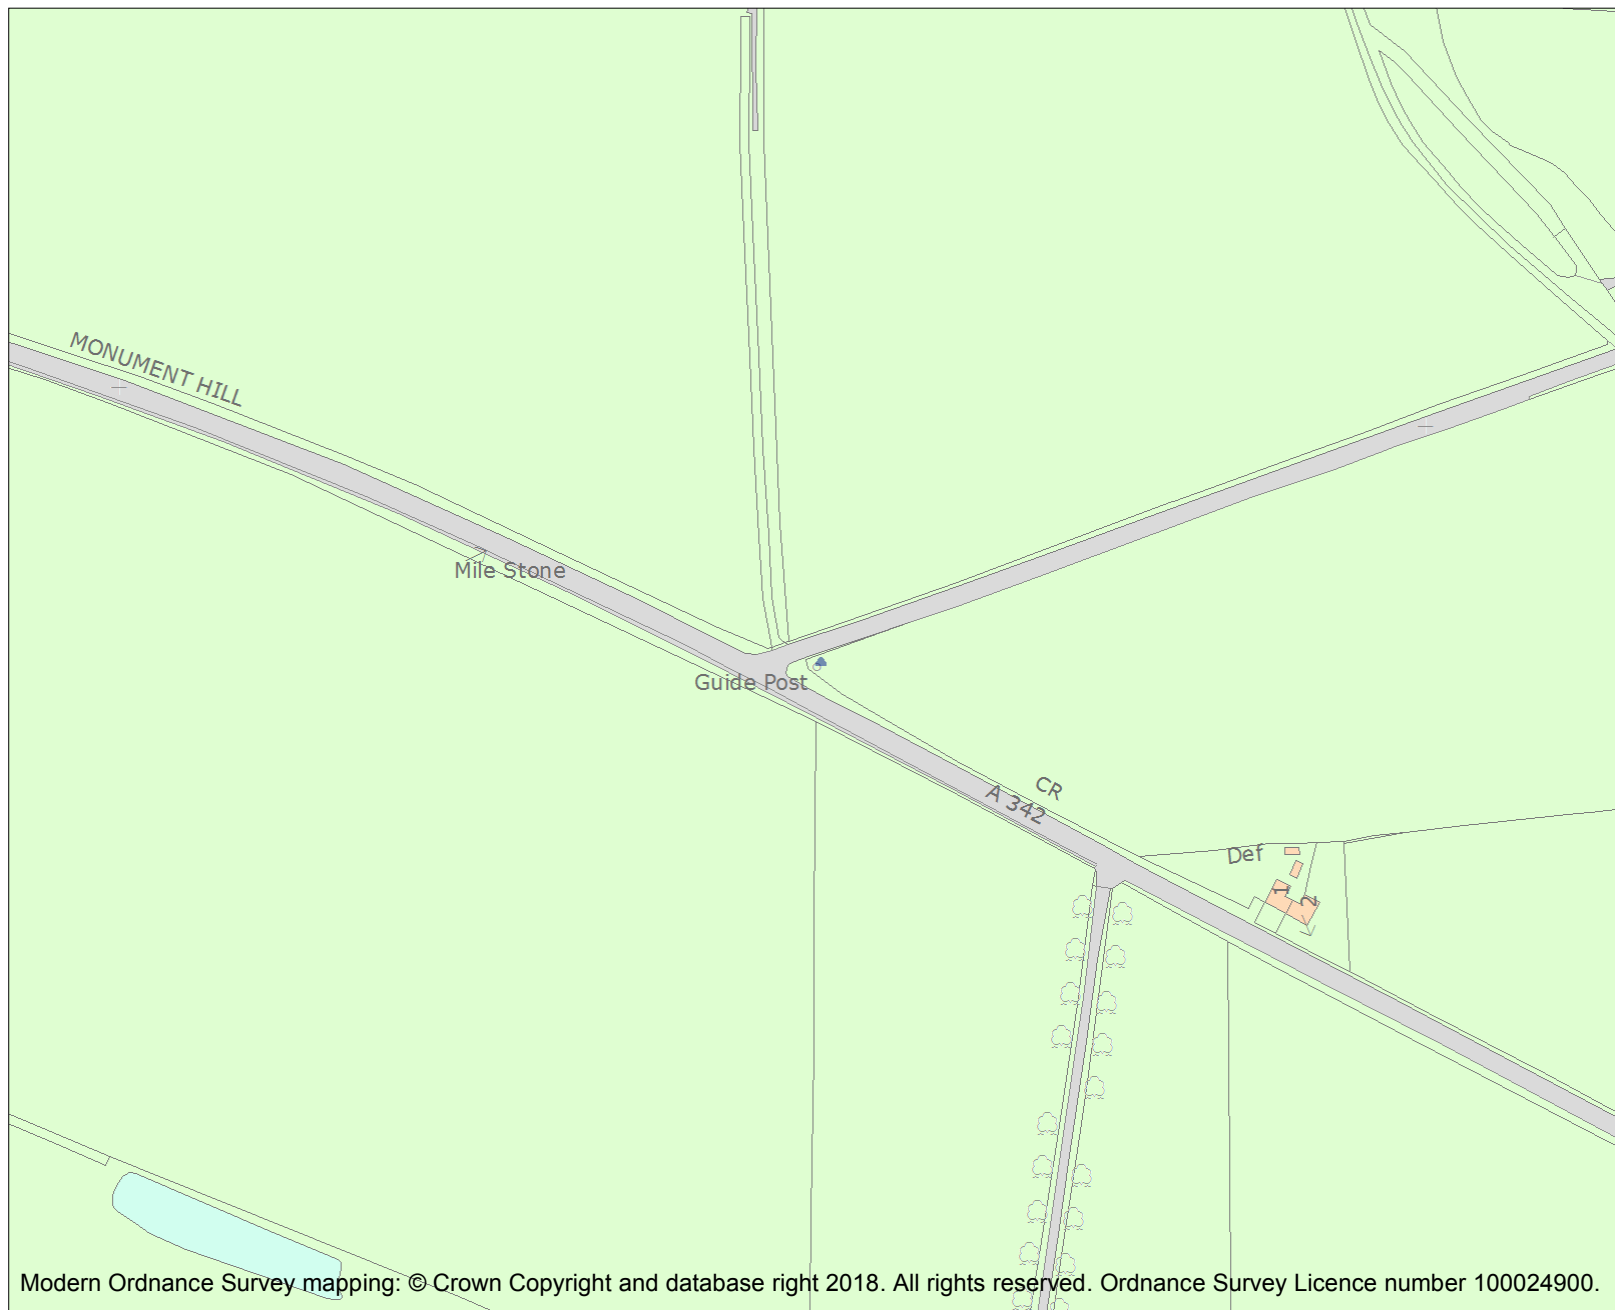 MONUMENT HILL
Mile Stone
Guide Post
CR
A 342
Def
1
2
Modern Ordnance Survey mapping: © Crown Copyright and database right 2018. All rights reserved. Ordnance Survey Licence number 100024900.